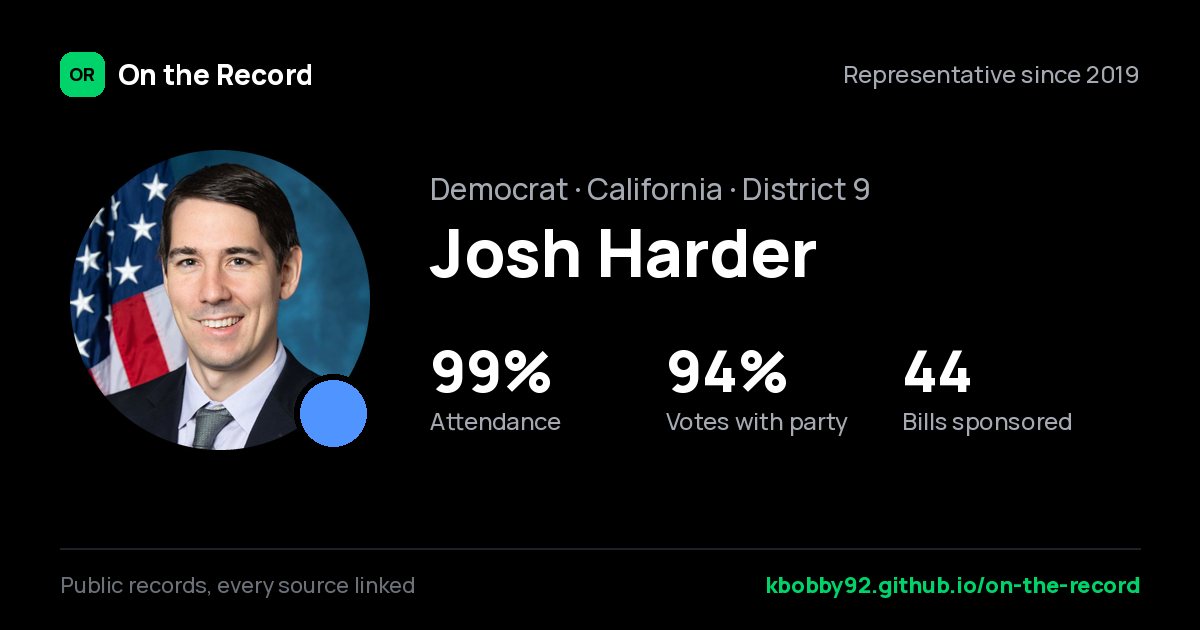 OR On the Record
Representative since 2019
Democrat · California · District 9
Josh Harder
99% 94% 44
Attendance Votes with party Bills sponsored
Public records, every source linked
kbobby92.github.io/on-the-record